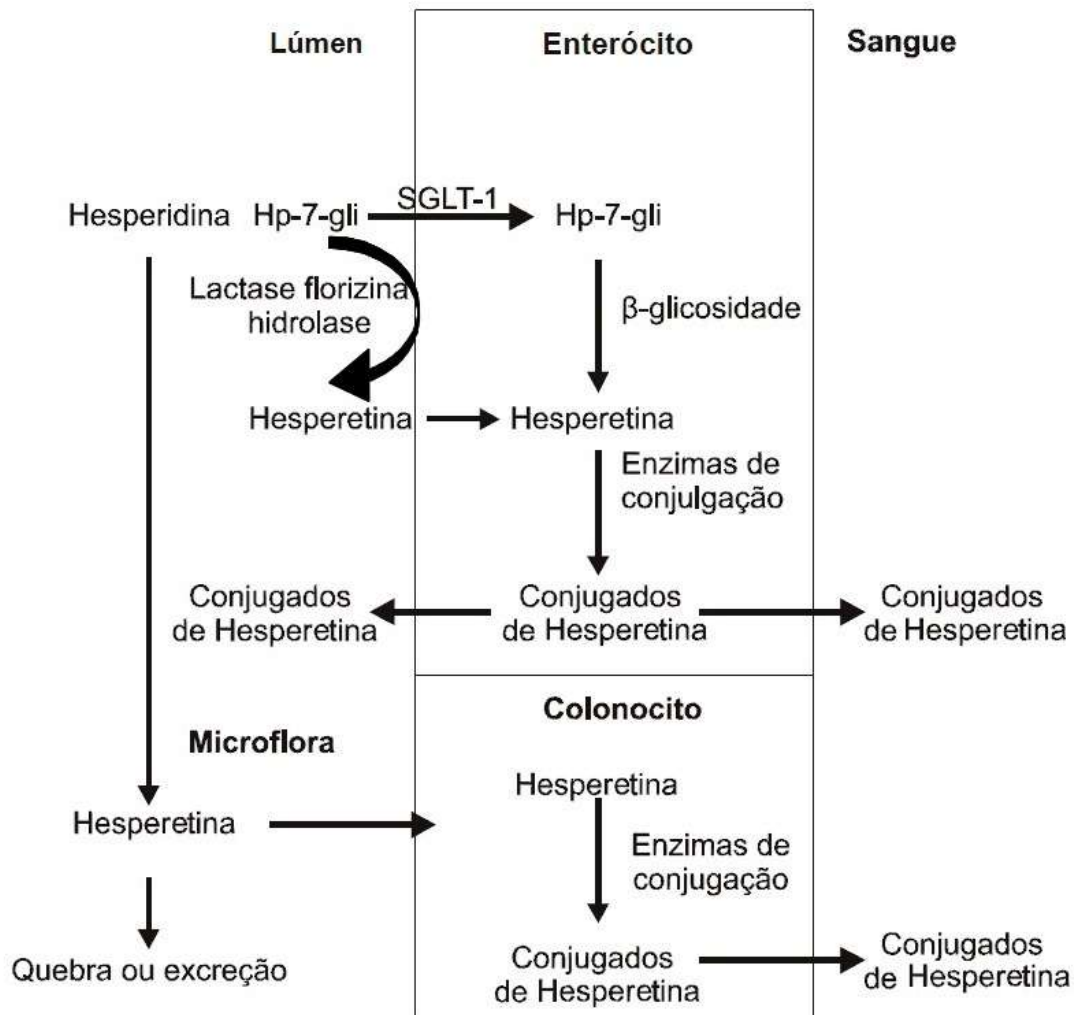 Lúmen
Enterócito
Sangue
Hesperidina
Hp-7-gli
SGLT-1
Hp-7-gli
Lactase florizina
hidrolase
β-glicosidade
Hesperetina
Hesperetina
Enzimas de
conjulgação
Conjugados
de Hesperetina
Conjugados
de Hesperetina
Conjugados
de Hesperetina
Colonocito
Microflora
Hesperetina
Hesperetina
Enzimas de
conjugação
Quebra ou excreção
Conjugados
de Hesperetina
Conjugados
de Hesperetina